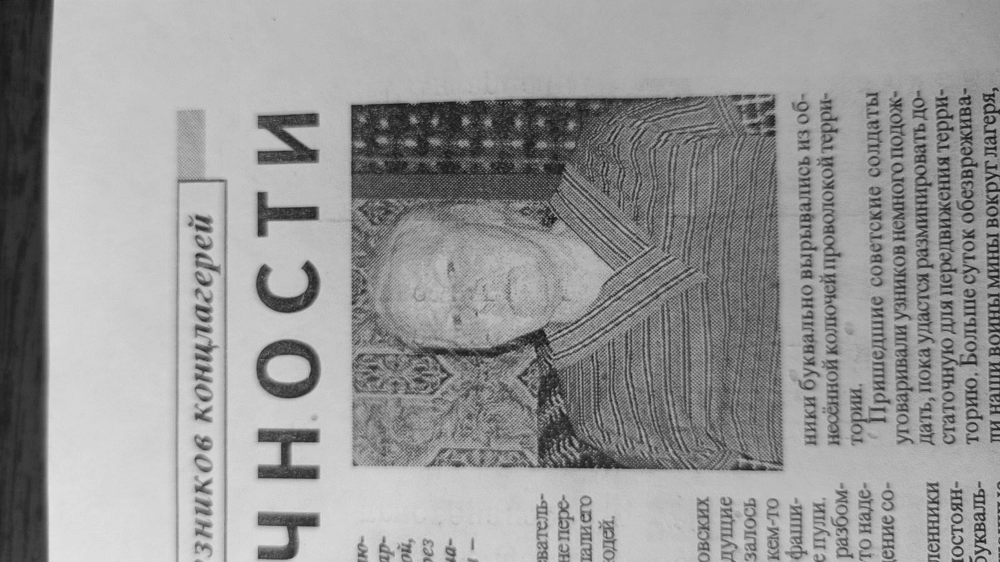 зников концлагерей
ЧНОСТИ
ю-
ар-
ой,
рез
на-
–
еватель-
не пере-
его
юдей.
овских
дущие
залось
кем-то
фаши-
е пули.
разбом-
то наде-
дение со-
ленники
постоян-
букваль-
ники буквально вырывались из об-
несённой колючей проволокой терри-
тории.
Пришедшие советские солдаты
уговаривали узников немного подож-
дать, пока удастся разминировать до-
статочную для передвижения терри-
торию. Больше суток обезврежива-
ли наши воины мины вокруг лагеря,